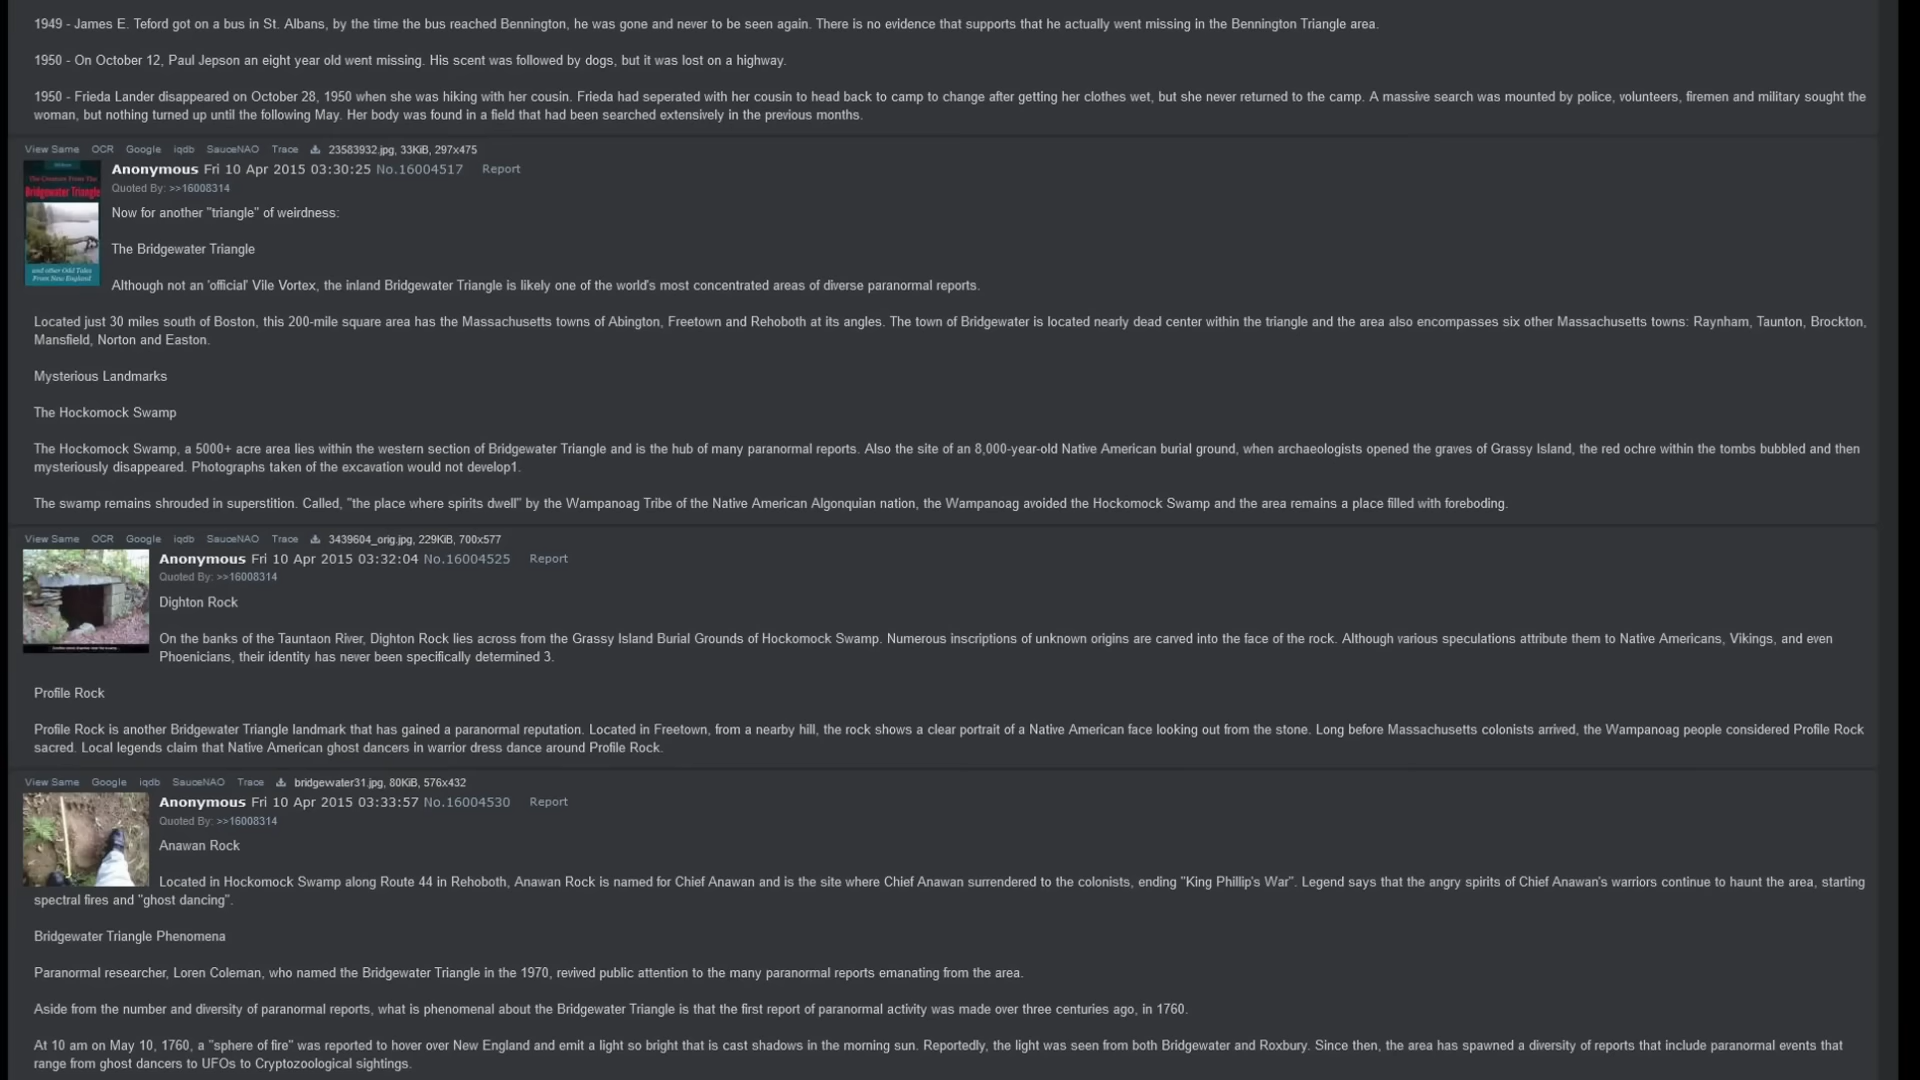 1949 - James E. Teford got on a bus in St. Albans, by the time the bus reached Bennington, he was gone and never to be seen again. There is no evidence that supports that he actually went missing in the Bennington Triangle area.
1950 - On October 12, Paul Jepson an eight year old went missing. His scent was followed by dogs, but it was lost on a highway.
1950 - Frieda Lander disappeared on October 28, 1950 when she was hiking with her cousin. Frieda had seperated with her cousin to head back to camp to change after getting her clothes wet, but she never returned to the camp. A massive search was mounted by police, volunteers, firemen and military sought the
woman, but nothing turned up until the following May. Her body was found in a field that had been searched extensively in the previous months.
View Same OCR Google iqdb SauceNAO Trace 23583932.jpg, 33KiB, 297x475
Anonymous Fri 10 Apr 2015 03:30:25 No.16004517 Report
Quoted By: >>16008314
The Creature From The
Bridgewater Triangle
and other Odd Tales
From New England
Now for another "triangle" of weirdness:
The Bridgewater Triangle
Although not an 'official' Vile Vortex, the inland Bridgewater Triangle is likely one of the world's most concentrated areas of diverse paranormal reports.
Located just 30 miles south of Boston, this 200-mile square area has the Massachusetts towns of Abington, Freetown and Rehoboth at its angles. The town of Bridgewater is located nearly dead center within the triangle and the area also encompasses six other Massachusetts towns: Raynham, Taunton, Brockton,
Mansfield, Norton and Easton.
Mysterious Landmarks
The Hockomock Swamp
The Hockomock Swamp, a 5000+ acre area lies within the western section of Bridgewater Triangle and is the hub of many paranormal reports. Also the site of an 8,000-year-old Native American burial ground, when archaeologists opened the graves of Grassy Island, the red ochre within the tombs bubbled and then
mysteriously disappeared. Photographs taken of the excavation would not develop1.
The swamp remains shrouded in superstition. Called, "the place where spirits dwell" by the Wampanoag Tribe of the Native American Algonquian nation, the Wampanoag avoided the Hockomock Swamp and the area remains a place filled with foreboding.
View Same OCR Google iqdb SauceNAO Trace 3439604_orig.jpg, 229KiB, 700x577
Anonymous Fri 10 Apr 2015 03:32:04 No.16004525 Report
Quoted By: >>16008314
Dighton Rock
On the banks of the Tauntaon River, Dighton Rock lies across from the Grassy Island Burial Grounds of Hockomock Swamp. Numerous inscriptions of unknown origins are carved into the face of the rock. Although various speculations attribute them to Native Americans, Vikings, and even
Phoenicians, their identity has never been specifically determined 3.
Profile Rock
Profile Rock is another Bridgewater Triangle landmark that has gained a paranormal reputation. Located in Freetown, from a nearby hill, the rock shows a clear portrait of a Native American face looking out from the stone. Long before Massachusetts colonists arrived, the Wampanoag people considered Profile Rock
sacred. Local legends claim that Native American ghost dancers in warrior dress dance around Profile Rock.
View Same Google iqdb SauceNAO Trace bridgewater31.jpg, 80KiB, 576x432
Anonymous Fri 10 Apr 2015 03:33:57 No.16004530 Report
Quoted By: >>16008314
Anawan Rock
Located in Hockomock Swamp along Route 44 in Rehoboth, Anawan Rock is named for Chief Anawan and is the site where Chief Anawan surrendered to the colonists, ending "King Phillip's War". Legend says that the angry spirits of Chief Anawan's warriors continue to haunt the area, starting
spectral fires and "ghost dancing".
Bridgewater Triangle Phenomena
Paranormal researcher, Loren Coleman, who named the Bridgewater Triangle in the 1970, revived public attention to the many paranormal reports emanating from the area.
Aside from the number and diversity of paranormal reports, what is phenomenal about the Bridgewater Triangle is that the first report of paranormal activity was made over three centuries ago, in 1760.
At 10 am on May 10, 1760, a "sphere of fire" was reported to hover over New England and emit a light so bright that is cast shadows in the morning sun. Reportedly, the light was seen from both Bridgewater and Roxbury. Since then, the area has spawned a diversity of reports that include paranormal events that
range from ghost dancers to UFOs to Cryptozoological sightings.